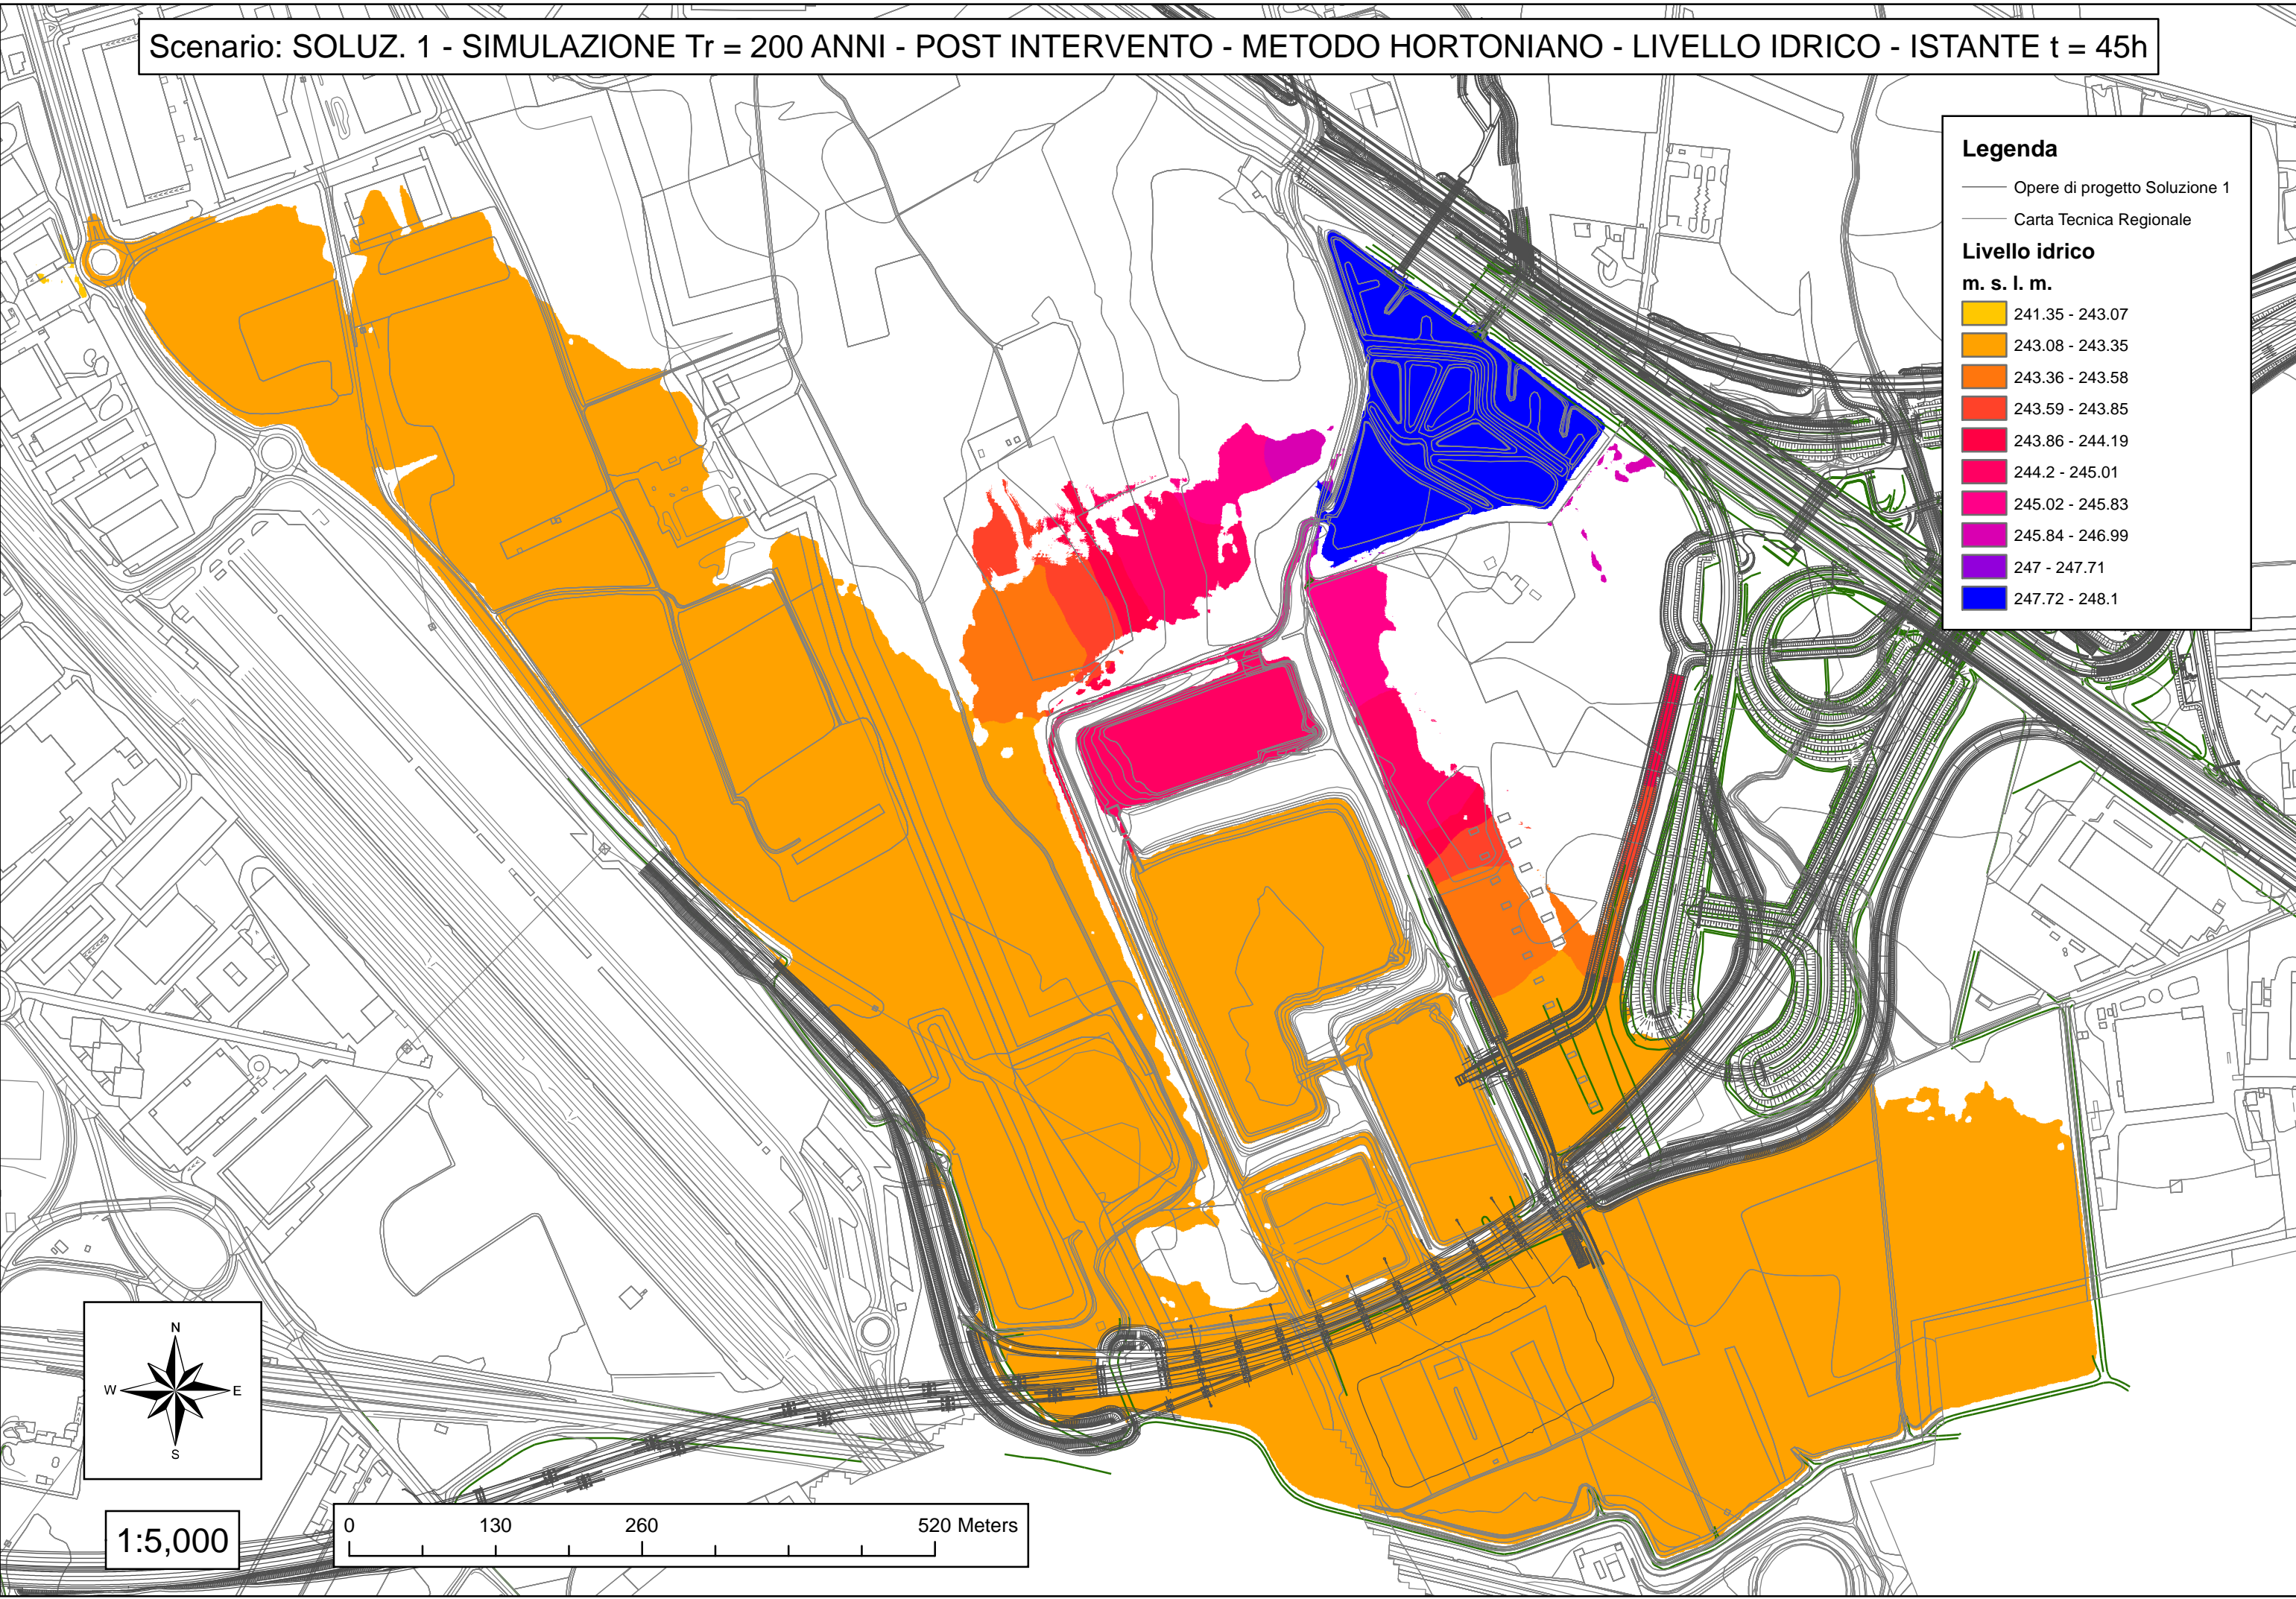 Scenario: SOLUZ. 1 - SIMULAZIONE Tr = 200 ANNI - POST INTERVENTO - METODO HORTONIANO - LIVELLO IDRICO - ISTANTE t = 45h
Legenda
Opere di progetto Soluzione 1
Carta Tecnica Regionale
Livello idrico
m. s. l. m.
241.35 - 243.07
243.08 - 243.35
243.36 - 243.58
243.59 - 243.85
243.86 - 244.19
244.2 - 245.01
245.02 - 245.83
245.84 - 246.99
247 - 247.71
247.72 - 248.1
N
W E
S
1:5,000
0 130 260 520 Meters